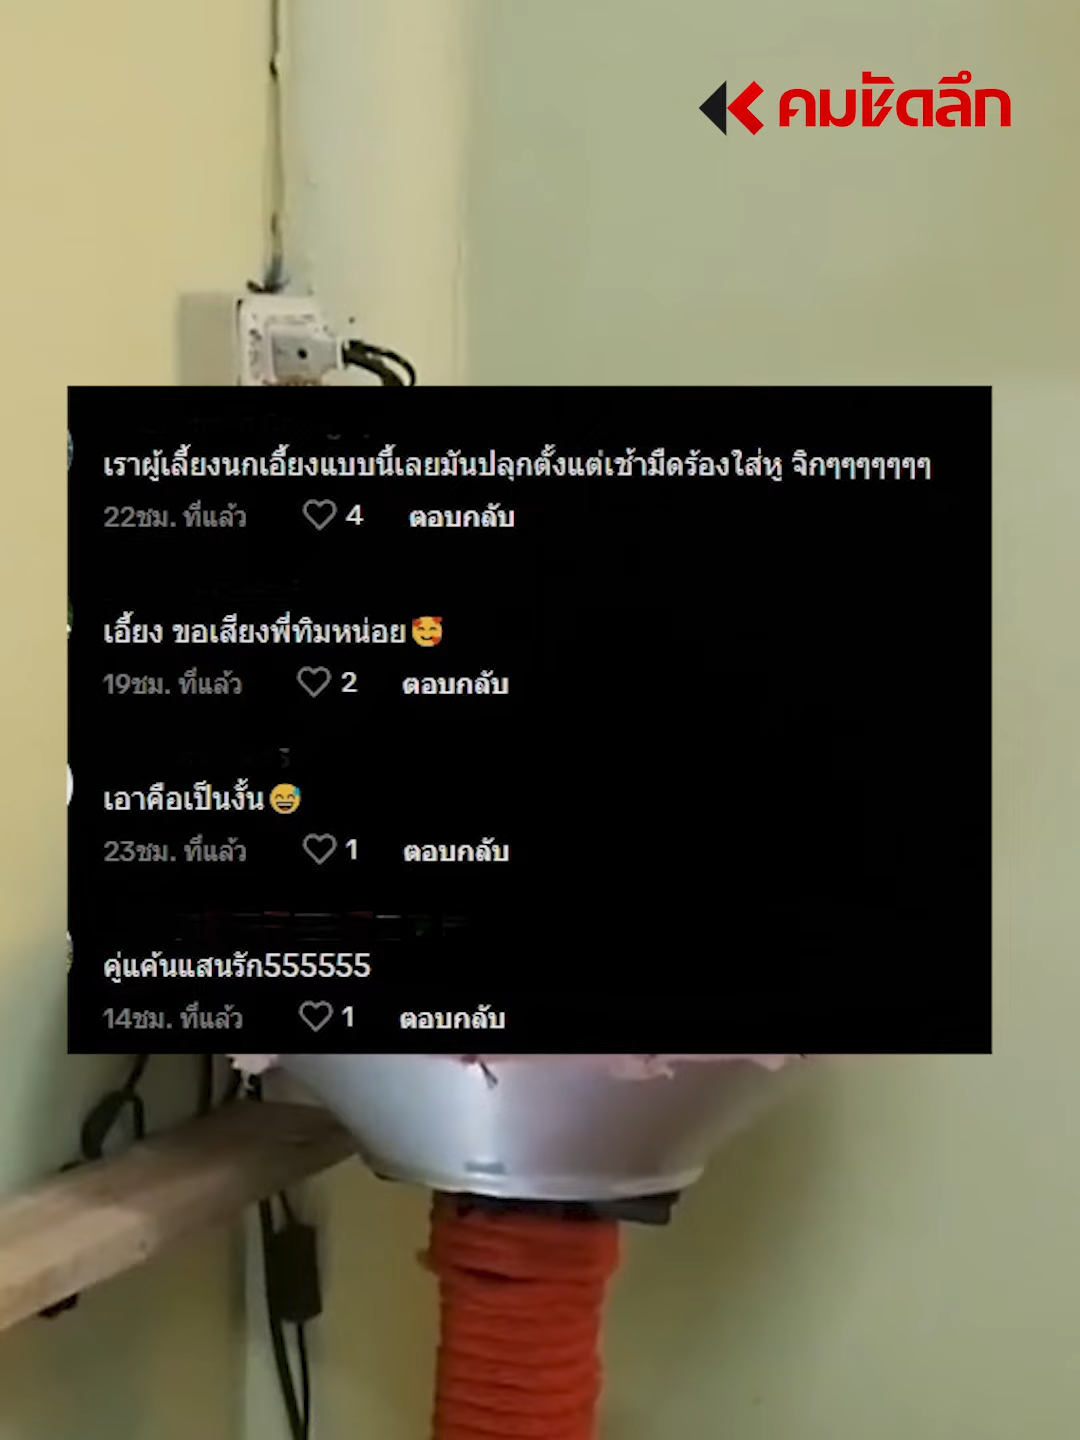 คมชัดลึก
เราผู้เลี้ยงนกเอี้ยงแบบนี้เลยมันปลุกตั้งแต่เช้ามืดร้องใส่หู จิกๆๆๆๆๆๆๆ
22ชม. ที่แล้ว 4 ตอบกลับ
เอี้ยง ขอเสียงพี่ทิมหน่อย🥰
19ชม. ที่แล้ว 2 ตอบกลับ
เอาคือเป็นงั้น😅
23ชม. ที่แล้ว 1 ตอบกลับ
คู่แค้นแสนรัก555555
14ชม. ที่แล้ว 1 ตอบกลับ